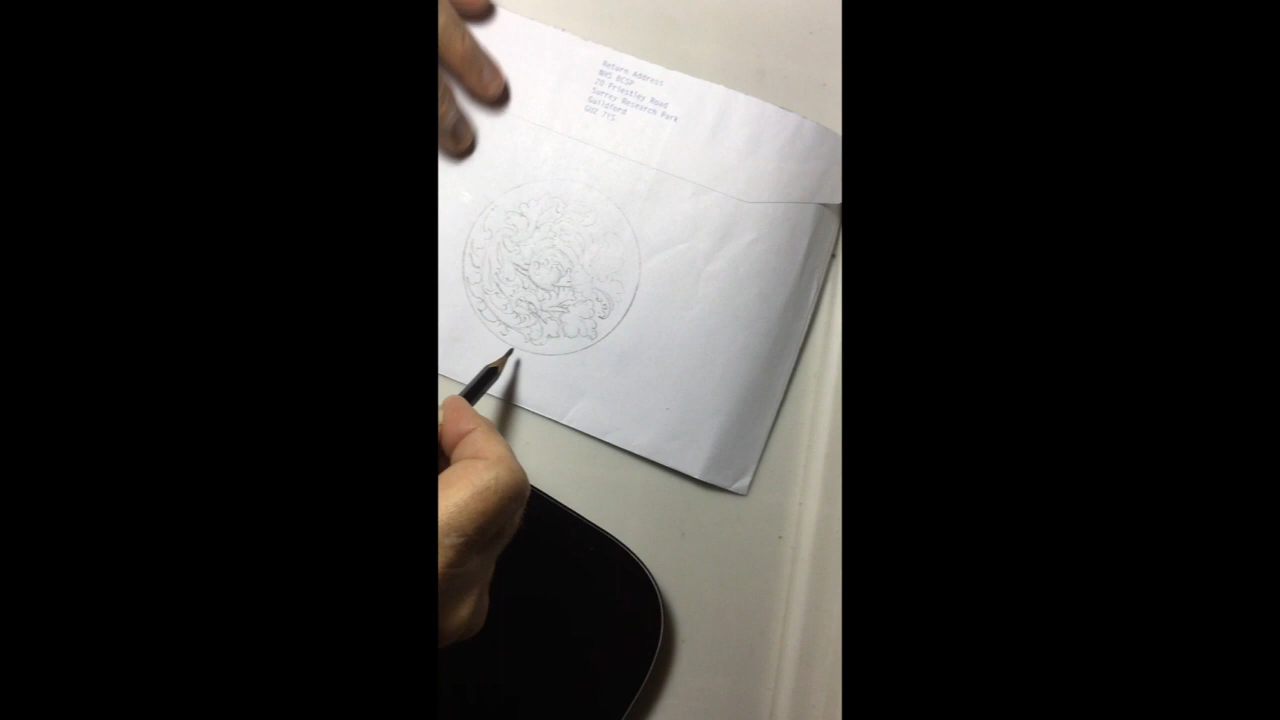 Return Address
NHS BCSP
20 Priestley Road
Surrey Research Park
Guildford
GU2 7YS